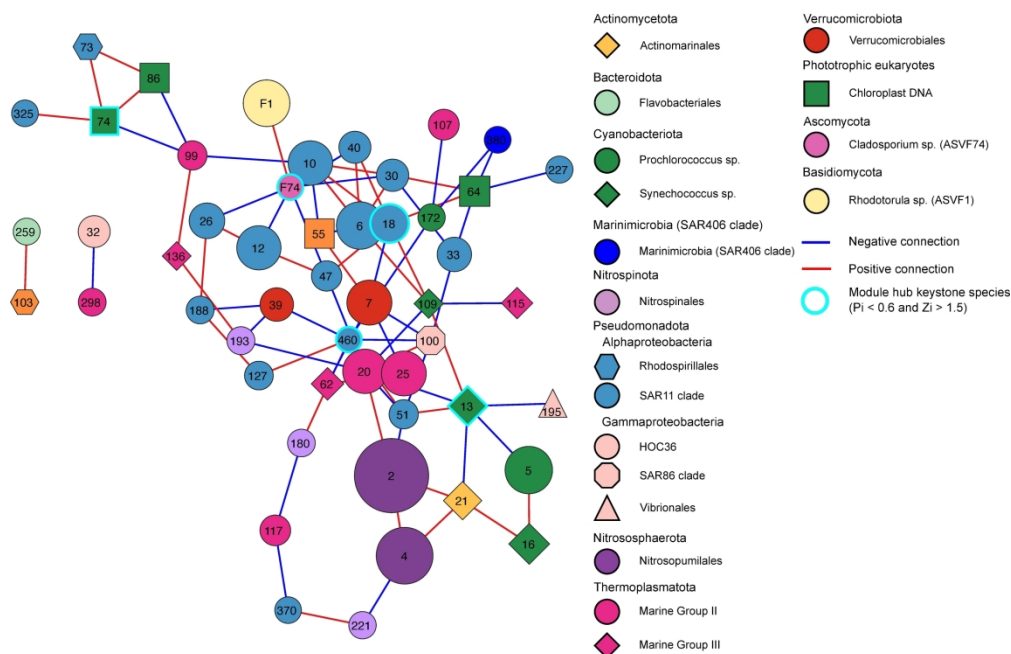 73
86
325
74
99
F1
107
480
40
10
30
64
227
F74
172
26
6
18
55
12
33
47
259
32
136
103
298
39
7
109
115
188
193
460
100
20
25
127
62
13
195
51
180
2
5
21
117
4
16
370
221
Actinomycetota
Actinomarinales
Bacteroidota
Flavobacteriales
Cyanobacteriota
Prochlorococcus sp.
Synechococcus sp.
Marinimicrobia (SAR406 clade)
Marinimicrobia (SAR406 clade)
Nitrospinota
Nitrospinales
Pseudomonadota
Alphaproteobacteria
Rhodospirillales
SAR11 clade
Gammaproteobacteria
HOC36
SAR86 clade
Vibrionales
Nitrososphaerota
Nitrosopumilales
Thermoplasmatota
Marine Group II
Marine Group III
Verrucomicrobiota
Verrucomicrobiales
Phototrophic eukaryotes
Chloroplast DNA
Ascomycota
Cladosporium sp. (ASVF74)
Basidiomycota
Rhodotorula sp. (ASVF1)
Negative connection
Positive connection
Module hub keystone species
(Pi < 0.6 and Zi > 1.5)